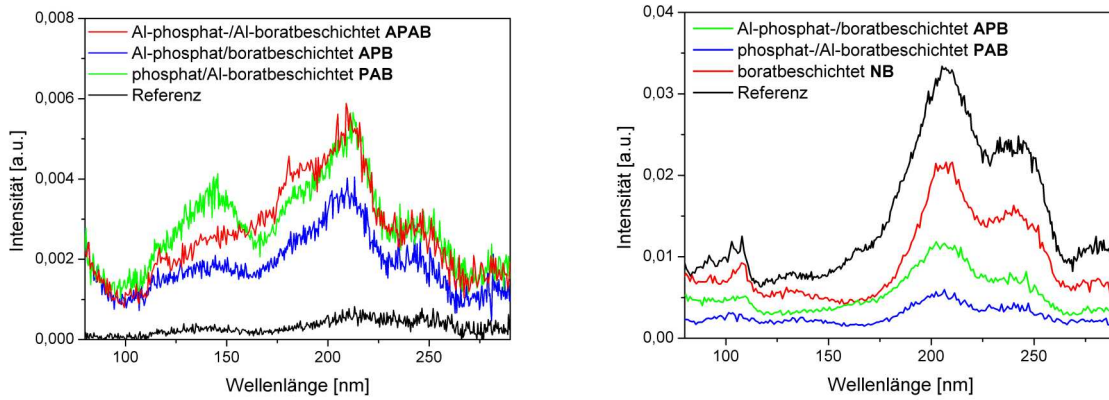 0,008
0,006
0,004
0,002
0,000
Intensität [a.u.]
Al-phosphat-/Al-boratbeschichtet APAB
Al-phosphat/boratbeschichtet APB
phosphat/Al-boratbeschichtet PAB
Referenz
100 150 200 250
Wellenlänge [nm]
0,04
0,03
0,02
0,01
0,00
Intensität [a.u.]
Al-phosphat-/boratbeschichtet APB
phosphat-/Al-boratbeschichtet PAB
boratbeschichtet NB
Referenz
100 150 200 250
Wellenlänge [nm]